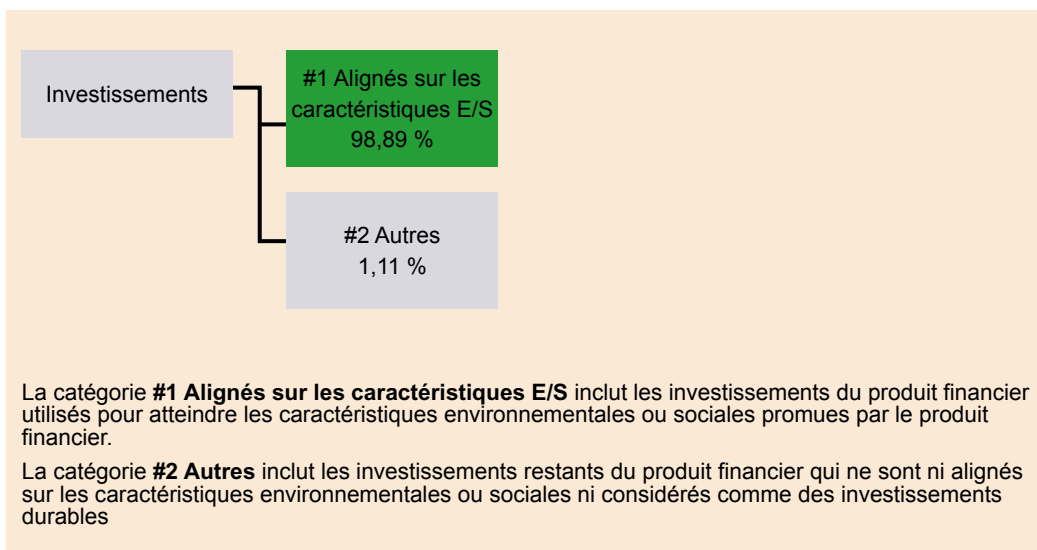 Investissements
#1 Alignés sur les
caractéristiques E/S
98,89 %
#2 Autres
1,11 %
La catégorie #1 Alignés sur les caractéristiques E/S inclut les investissements du produit financier
utilisés pour atteindre les caractéristiques environnementales ou sociales promues par le produit
financier.
La catégorie #2 Autres inclut les investissements restants du produit financier qui ne sont ni alignés
sur les caractéristiques environnementales ou sociales ni considérés comme des investissements
durables